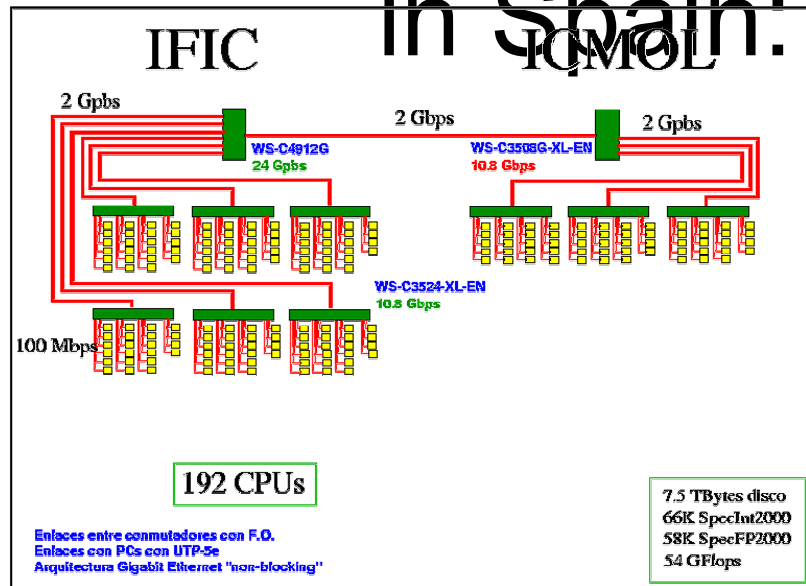 in Spain:
IFIC
ICMOL
2 Gpbs
2 Gbps
2 Gpbs
WS-C4912G
24 Gpbs
WS-C3508G-XL-EN
10.8 Gbps
WS-C3524-XL-EN
10.8 Gbps
100 Mbps
192 CPUs
7.5 TBytes disco
66K SpecInt2000
58K SpecFP2000
54 GFlops
Enlaces entre conmutadores con F.O.
Enlaces con PCs con UTP-5e
Arquitectura Gigabit Ethernet "non-blocking"